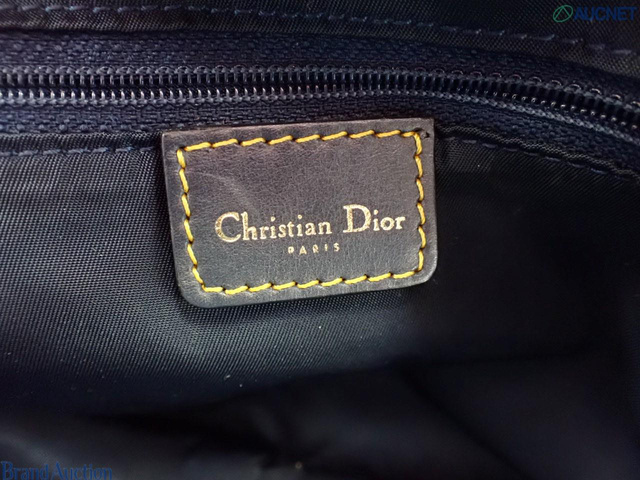 AUCNET
Christian Dior
PARIS
Brand Auction